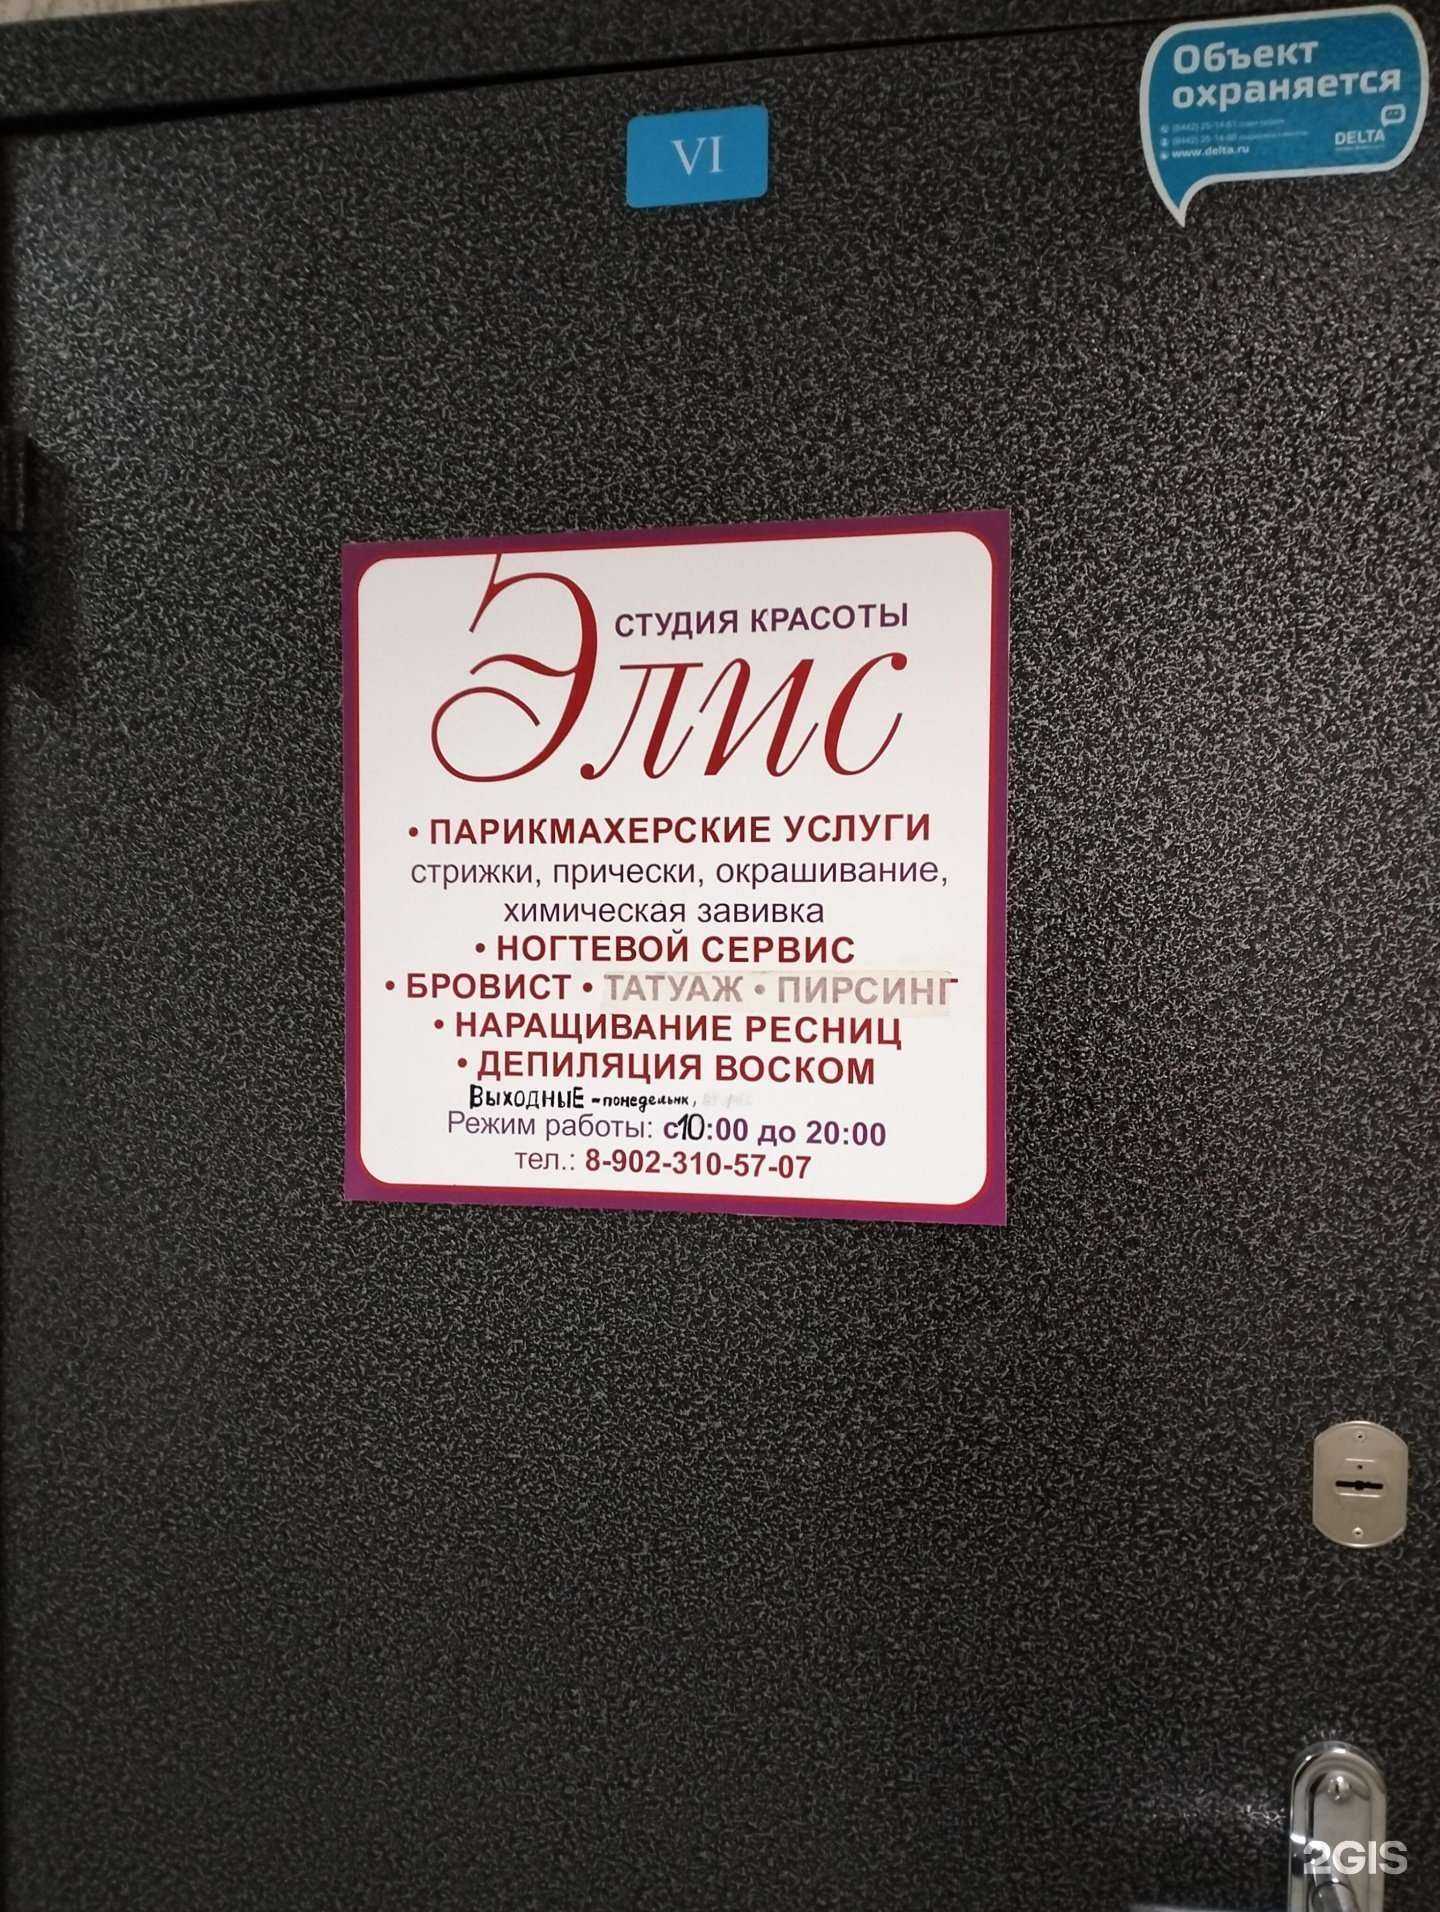 Объект
охраняется
DELTA
www.delta.ru
VI
СТУДИЯ КРАСОТЫ
Элис
• ПАРИКМАХЕРСКИЕ УСЛУГИ
стрижки, прически, окрашивание,
химическая завивка
• НОГТЕВОЙ СЕРВИС
• БРОВИСТ • ТАТУАЖ • ПИРСИНГ
• НАРАЩИВАНИЕ РЕСНИЦ
• ДЕПИЛЯЦИЯ ВОСКОМ
ВЫХОДНЫЕ - понедельник,
Режим работы: с10:00 до 20:00
тел.: 8-902-310-57-07
2GIS